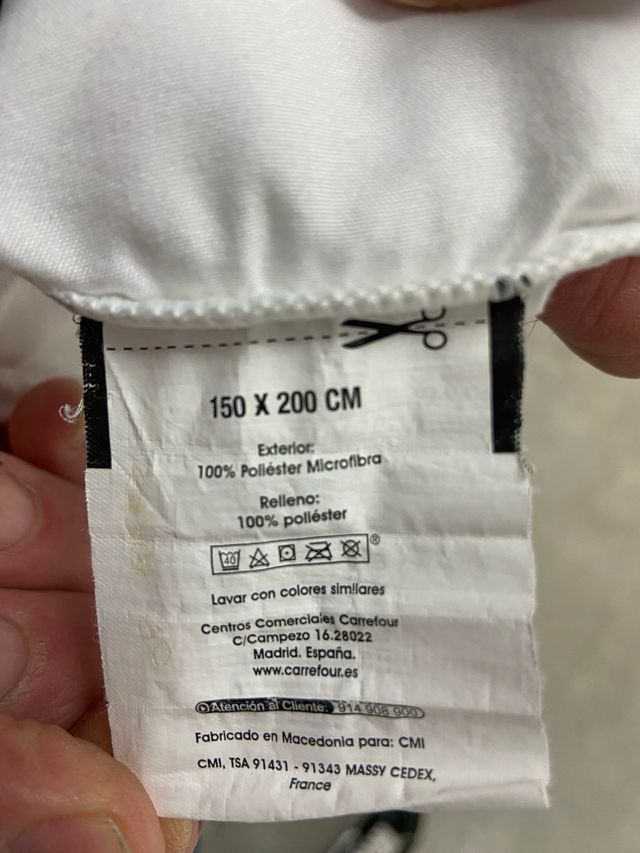 150 X 200 CM
Exterior:
100% Poliéster Microfibra
Relleno:
100% poliéster
40
®
Lavar con colores similares
Centros Comerciales Carrefour
C/Campezo 16.28022
Madrid. España.
www.carrefour.es
Atención al Cliente: 914 908 900
Fabricado en Macedonia para: CMI
CMI, TSA 91431 - 91343 MASSY CEDEX,
France